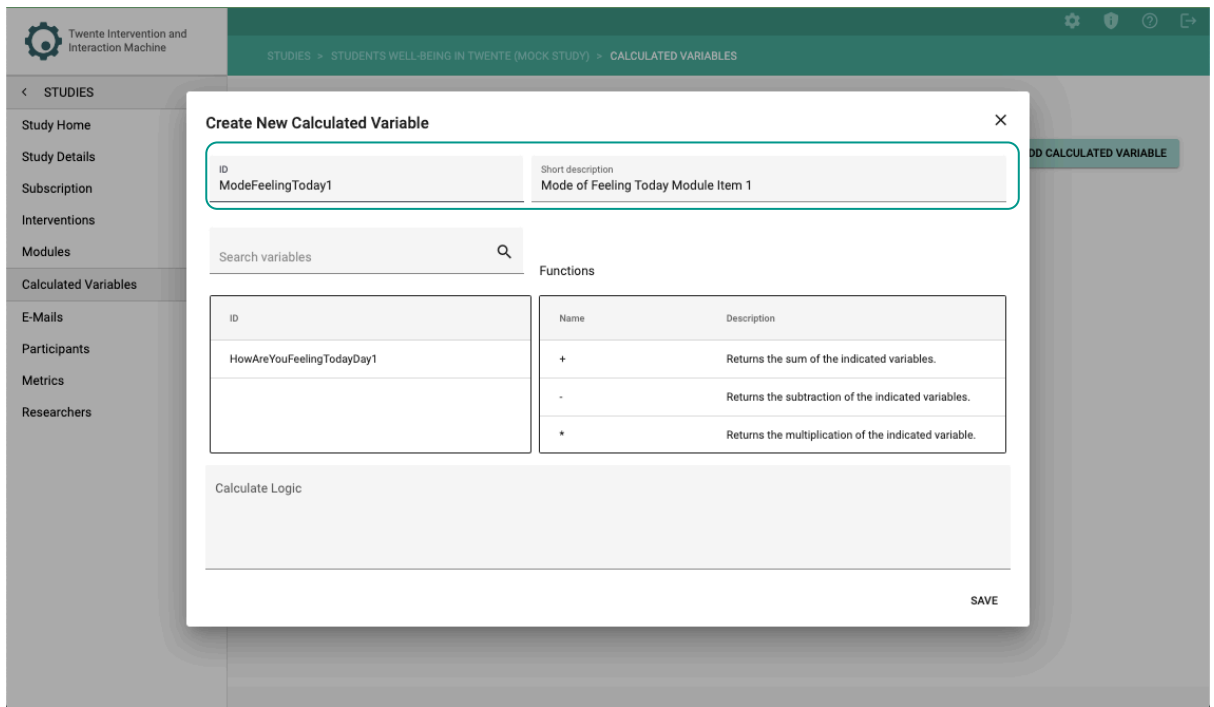 Twente Intervention and
Interaction Machine
STUDIES > STUDENTS WELL-BEING IN TWENTE (MOCK STUDY) > CALCULATED VARIABLES
< STUDIES
Study Home
Study Details
Subscription
Interventions
Modules
Calculated Variables
E-Mails
Participants
Metrics
Researchers
DD CALCULATED VARIABLE
Create New Calculated Variable
ID
ModeFeelingToday1
Short description
Mode of Feeling Today Module Item 1
Search variables
Functions
ID
HowAreYouFeelingTodayDay1
Name Description
+ Returns the sum of the indicated variables.
- Returns the subtraction of the indicated variables.
* Returns the multiplication of the indicated variable.
Calculate Logic
SAVE